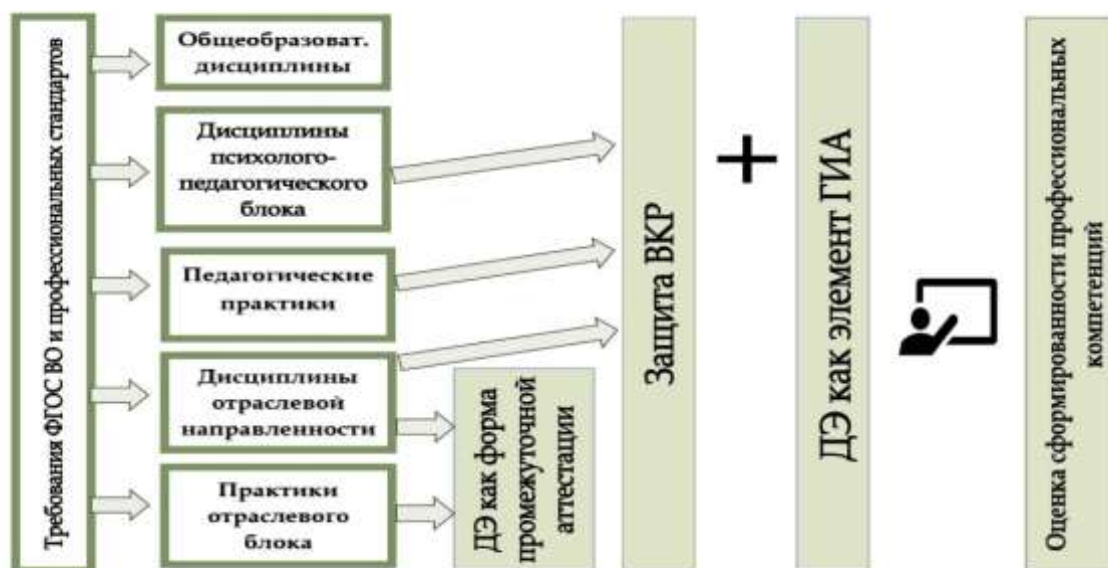 Требования ФГОС ВО и профессиональных стандартов
Общеобразоват.
дисциплины
Дисциплины
психолого-
педагогического
блока
Педагогические
практики
Дисциплины
отраслевой
направленности
Практики
отраслевого
блока
ДЭ как форма
промежуточной
аттестации
Защита ВКР
+
ДЭ как элемент ГИА
Оценка сформированности профессиональных
компетенций